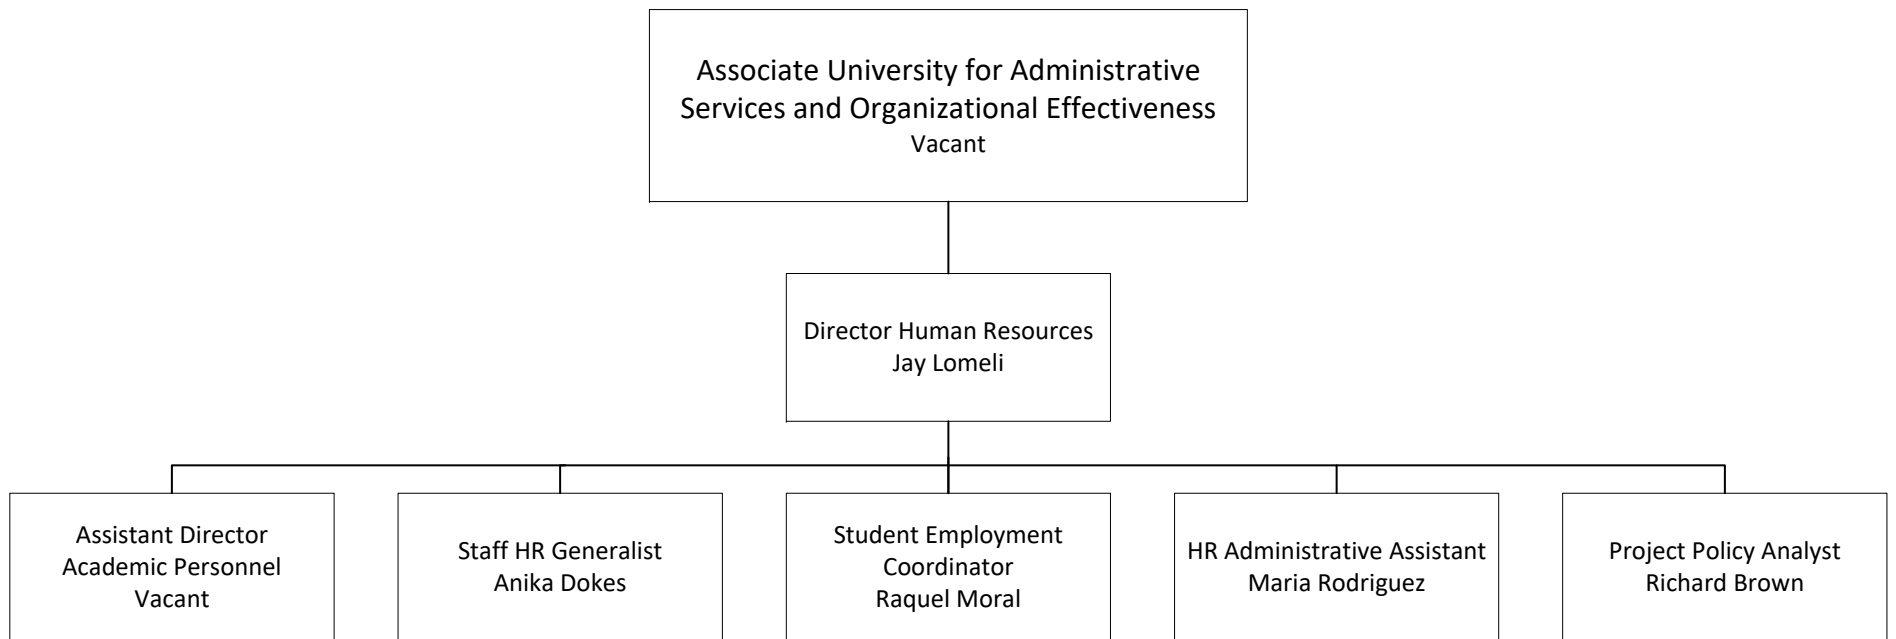 Associate University for Administrative
Services and Organizational Effectiveness
Vacant
Director Human Resources
Jay Lomeli
Assistant Director
Academic Personnel
Vacant
Staff HR Generalist
Anika Dokes
Student Employment
Coordinator
Raquel Moral
HR Administrative Assistant
Maria Rodriguez
Project Policy Analyst
Richard Brown